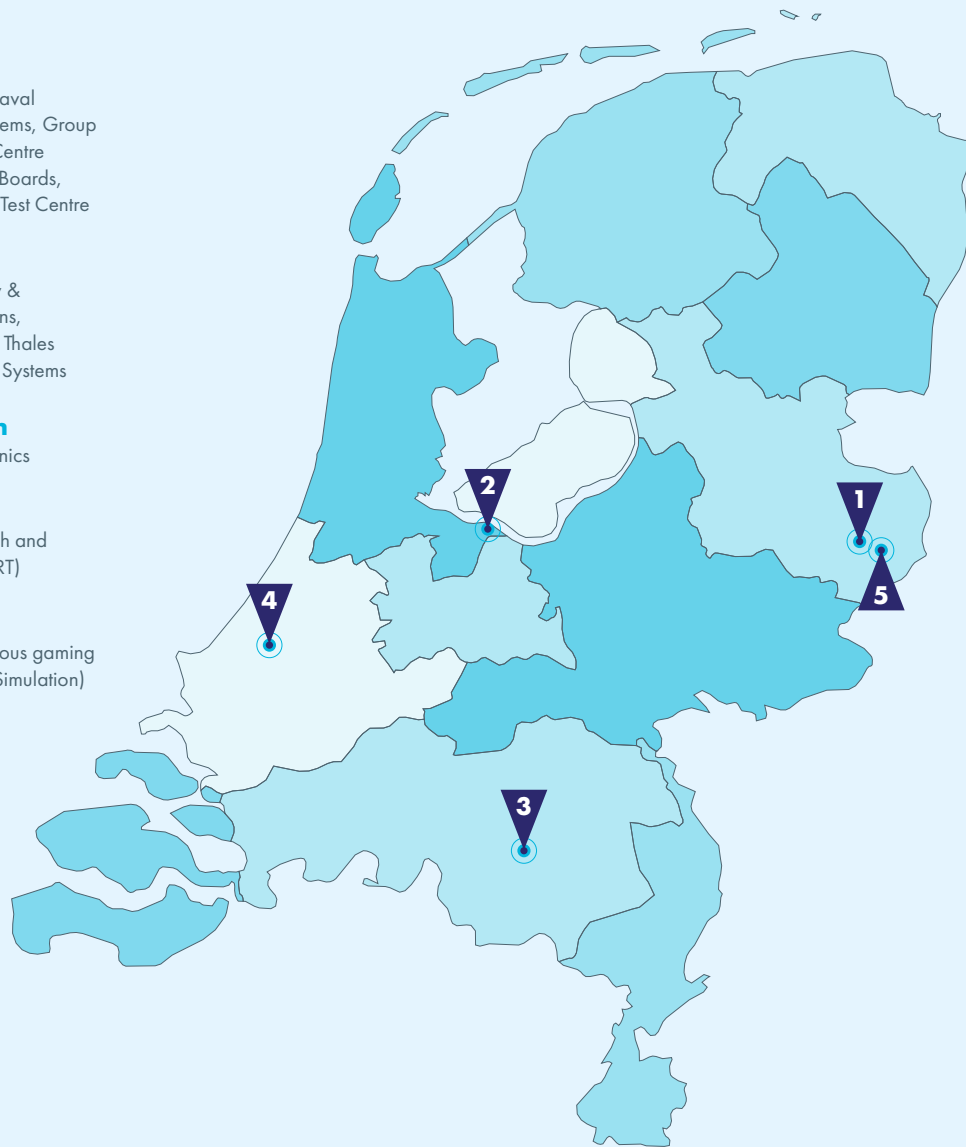 aval
ems, Group
Centre
Boards,
Test Centre
&
ns,
Thales
Systems
n
nics
h and
RT)
ous gaming
Simulation)
2
1
5
4
3